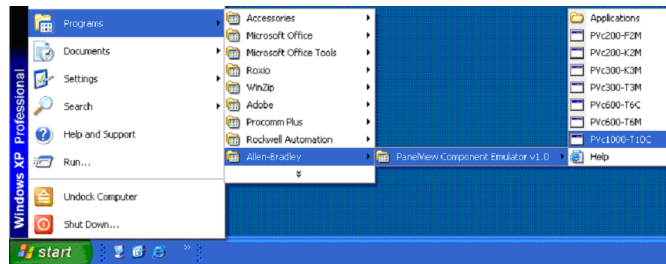 Windows XP Professional
Programs
Documents
Settings
Search
Help and Support
Run...
Undock Computer
Shut Down...
start
Accessories
Microsoft Office
Microsoft Office Tools
Roxio
WinZip
Adobe
Procomm Plus
Rockwell Automation
Allen-Bradley
PanelView Component Emulator v1.0
Applications
PVc200-F2M
PVc200-K2M
PVc300-K3M
PVc300-T3M
PVc600-T6C
PVc600-T6M
PVc1000-T10C
Help